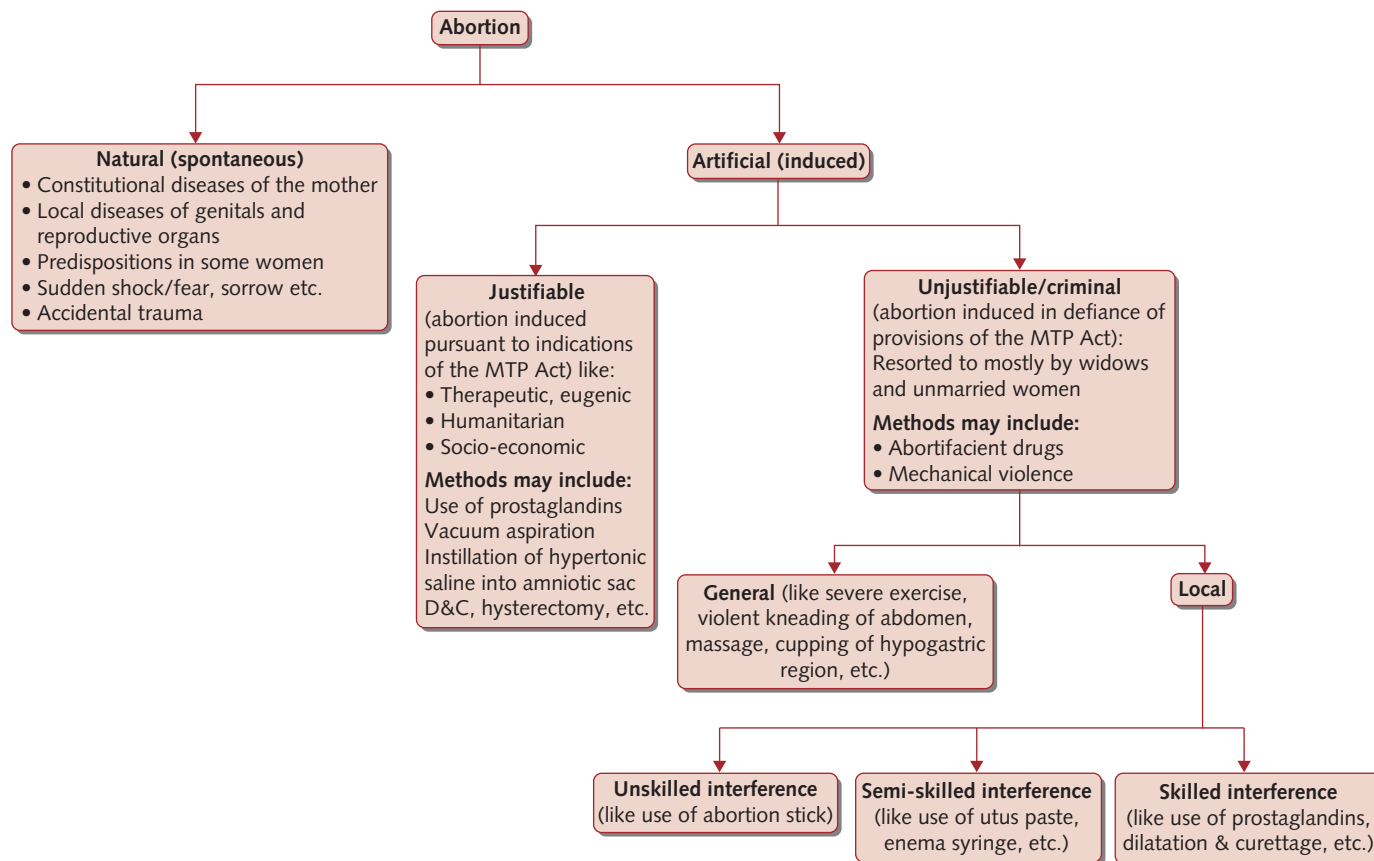 Abortion
Natural (spontaneous)
• Constitutional diseases of the mother
• Local diseases of genitals and
reproductive organs
• Predispositions in some women
• Sudden shock/fear, sorrow etc.
• Accidental trauma
Artificial (induced)
Justifiable
(abortion induced
pursuant to indications
of the MTP Act) like:
• Therapeutic, eugenic
• Humanitarian
• Socio-economic
Methods may include:
Use of prostaglandins
Vacuum aspiration
Instillation of hypertonic
saline into amniotic sac
D&C, hysterectomy, etc.
Unjustifiable/criminal
(abortion induced in defiance of
provisions of the MTP Act):
Resorted to mostly by widows
and unmarried women
Methods may include:
• Abortifacient drugs
• Mechanical violence
General (like severe exercise,
violent kneading of abdomen,
massage, cupping of hypogastric
region, etc.)
Local
Unskilled interference
(like use of abortion stick)
Semi-skilled interference
(like use of utus paste,
enema syringe, etc.)
Skilled interference
(like use of prostaglandins,
dilatation & curettage, etc.)